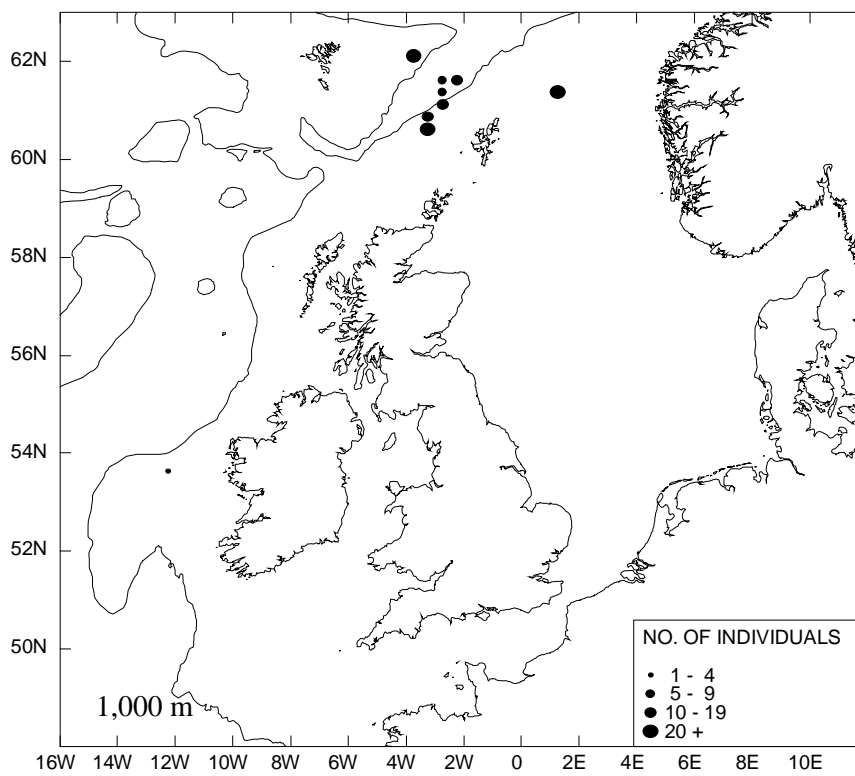 62N
60N
58N
56N
54N
52N
50N
1,000 m
NO. OF INDIVIDUALS
1 - 4
5 - 9
10 - 19
20 +
16W 14W 12W 10W 8W 6W 4W 2W 0 2E 4E 6E 8E 10E